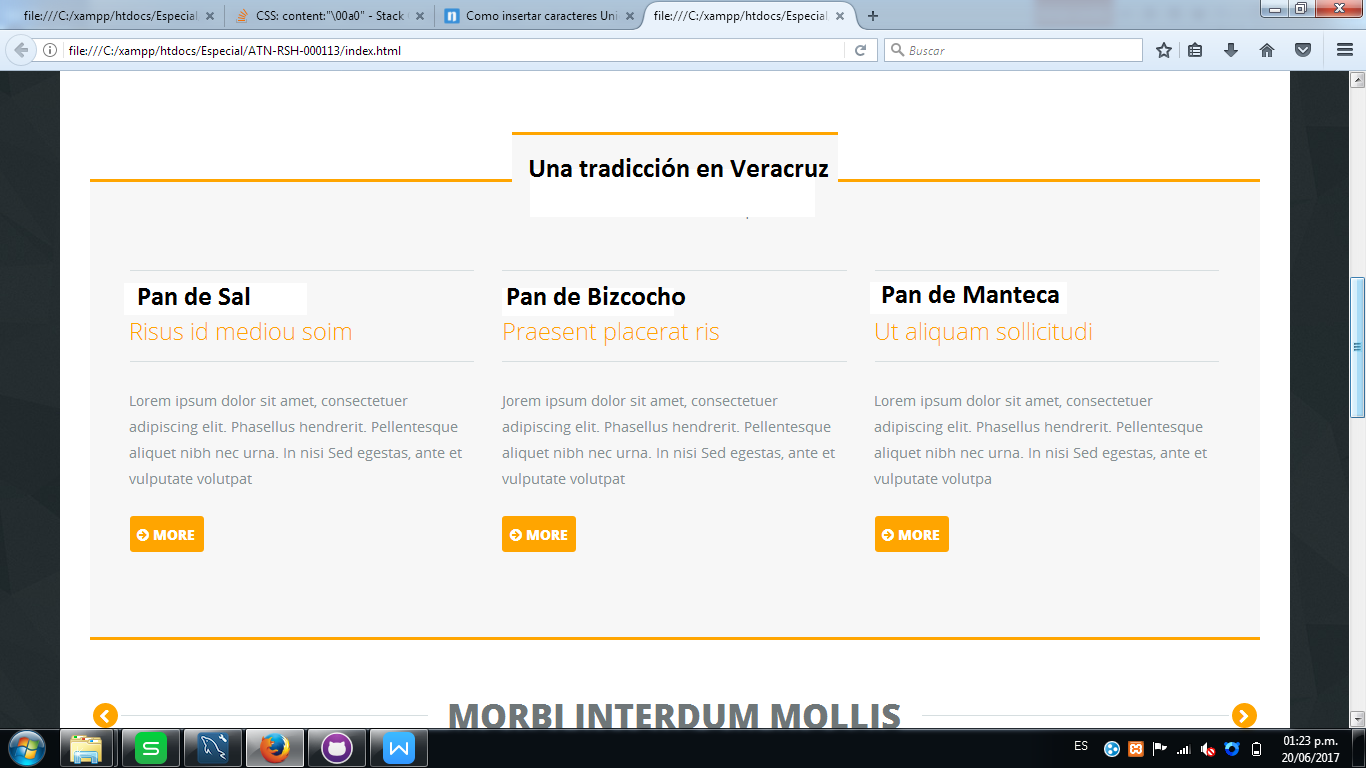 file:///C:/xampp/htdocs/Especial
CSS: content:"\00a0" - Stack
Como insertar caracteres Uni
file:///C:/xampp/htdocs/Especial
file:///C:/xampp/htdocs/Especial/ATN-RSH-000113/index.html
Buscar
Una tradicción en Veracruz
Pan de Sal
Risus id mediou soim
Lorem ipsum dolor sit amet, consectetuer
adipiscing elit. Phasellus hendrerit. Pellentesque
aliquet nibh nec urna. In nisi Sed egestas, ante et
vulputate volutpat
MORE
Pan de Bizcocho
Praesent placerat ris
Jorem ipsum dolor sit amet, consectetuer
adipiscing elit. Phasellus hendrerit. Pellentesque
aliquet nibh nec urna. In nisi Sed egestas, ante et
vulputate volutpat
MORE
Pan de Manteca
Ut aliquam sollicitudi
Lorem ipsum dolor sit amet, consectetuer
adipiscing elit. Phasellus hendrerit. Pellentesque
aliquet nibh nec urna. In nisi Sed egestas, ante et
vulputate volutpa
MORE
MORBI INTERDUM MOLLIS
ES
01:23 p.m.
20/06/2017